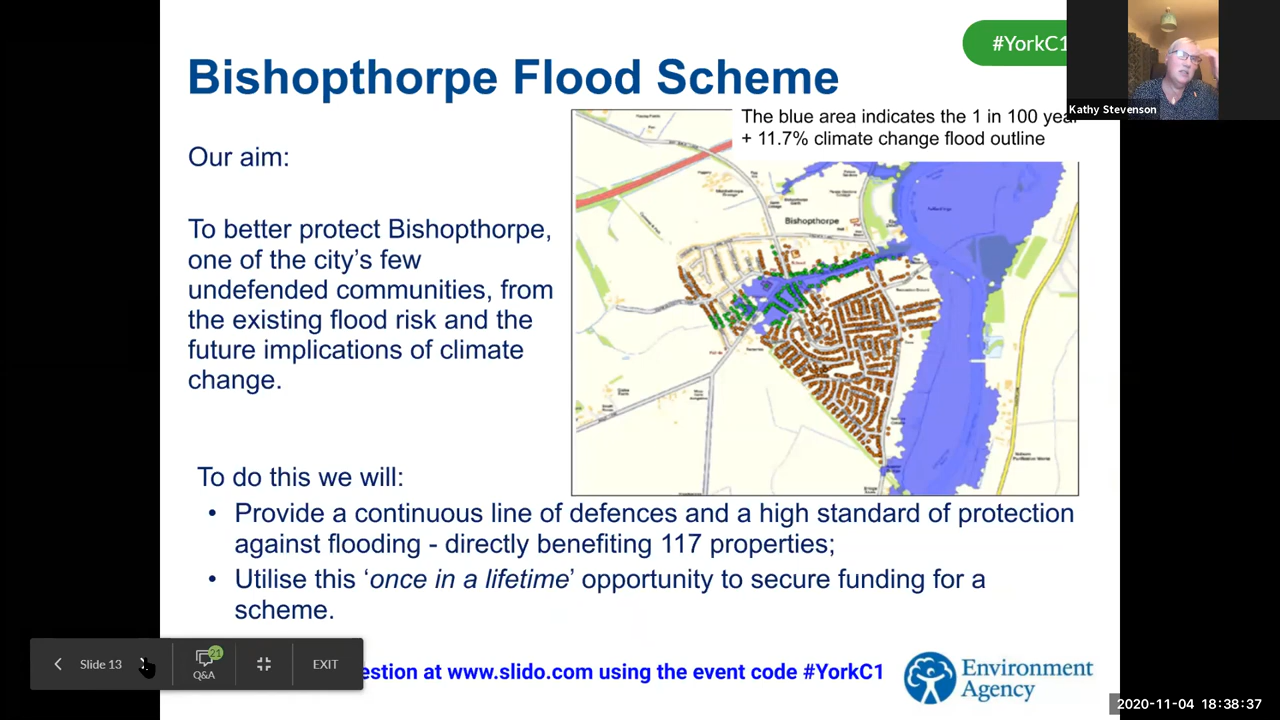 #YorkC1
Kathy Stevenson
Bishopthorpe Flood Scheme
The blue area indicates the 1 in 100 year
+ 11.7% climate change flood outline
Our aim:
To better protect Bishopthorpe,
one of the city's few
undefended communities, from
the existing flood risk and the
future implications of climate
change.
Bishopthorpe
To do this we will:
• Provide a continuous line of defences and a high standard of protection
against flooding - directly benefiting 117 properties;
• Utilise this 'once in a lifetime' opportunity to secure funding for a
scheme.
Slide 13
21
Q&A
EXIT
estion at www.slido.com using the event code #YorkC1
Environment
Agency
2020-11-04 18:38:37